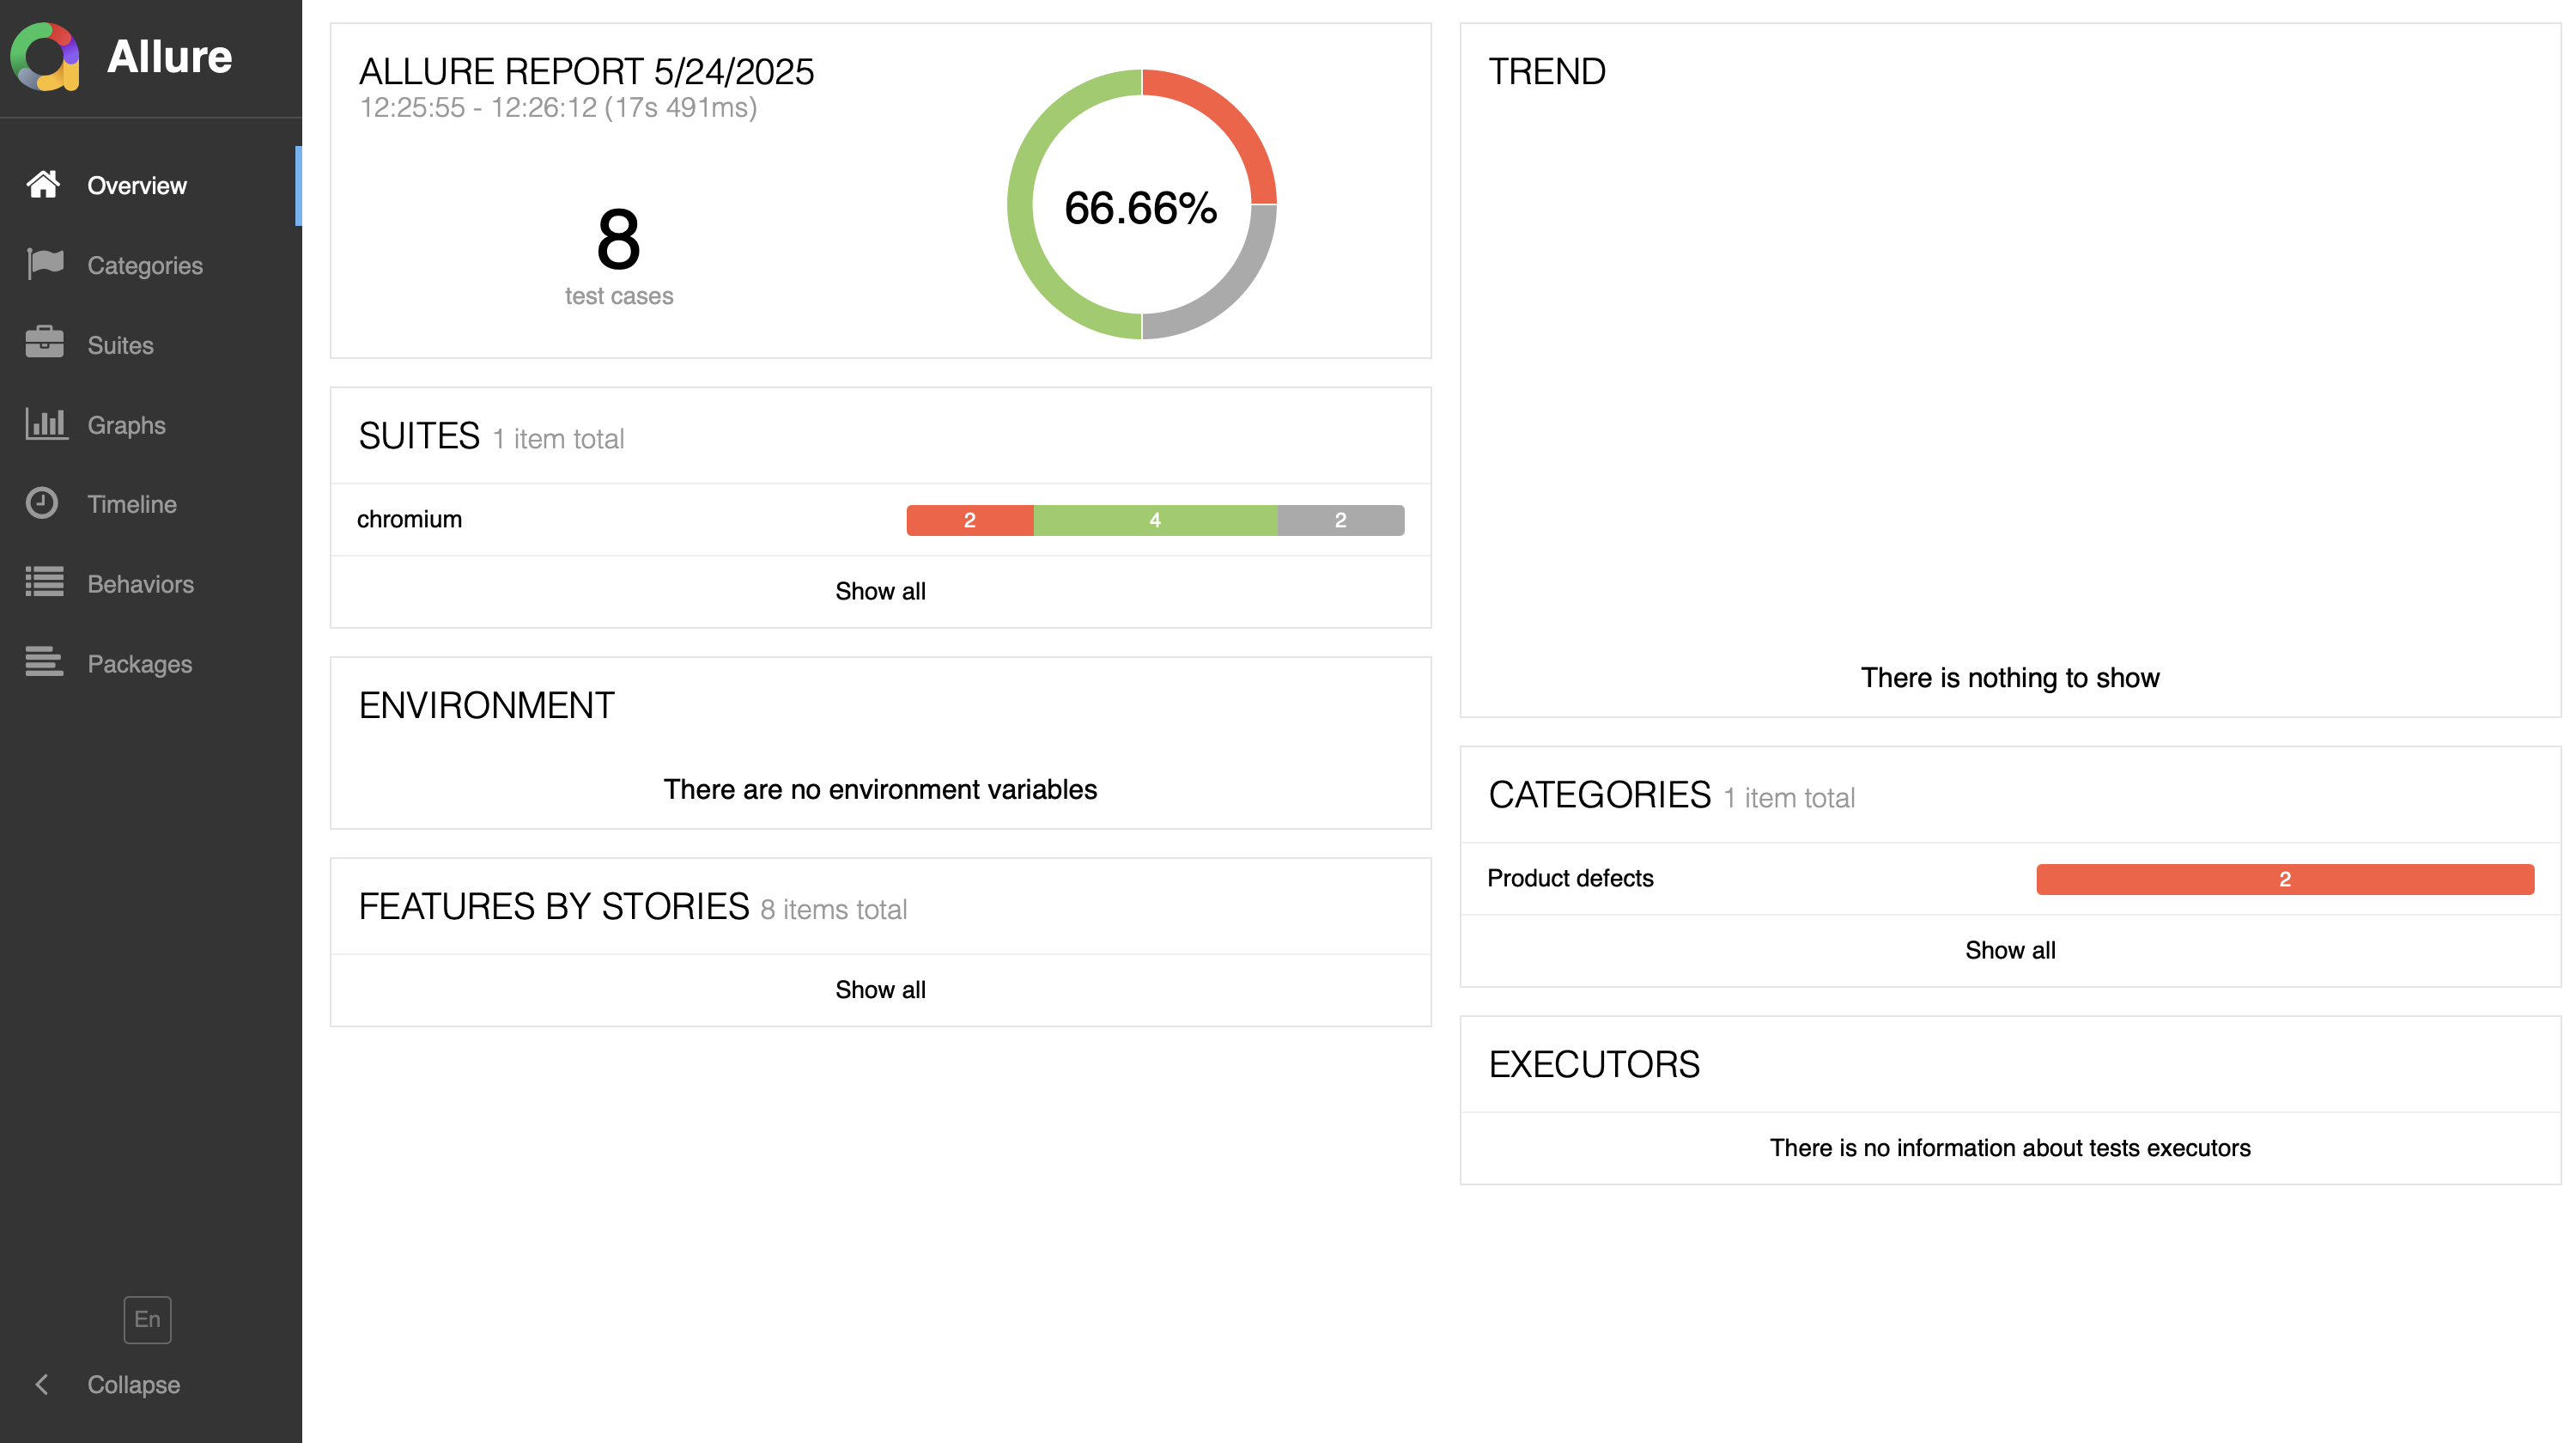 Allure
Overview
Categories
Suites
Graphs
Timeline
Behaviors
Packages
En
Collapse
ALLURE REPORT 5/24/2025
12:25:55 - 12:26:12 (17s 491ms)
8
test cases
66.66%
SUITES 1 item total
chromium
2 4 2
Show all
ENVIRONMENT
There are no environment variables
FEATURES BY STORIES 8 items total
Show all
TREND
There is nothing to show
CATEGORIES 1 item total
Product defects
2
Show all
EXECUTORS
There is no information about tests executors